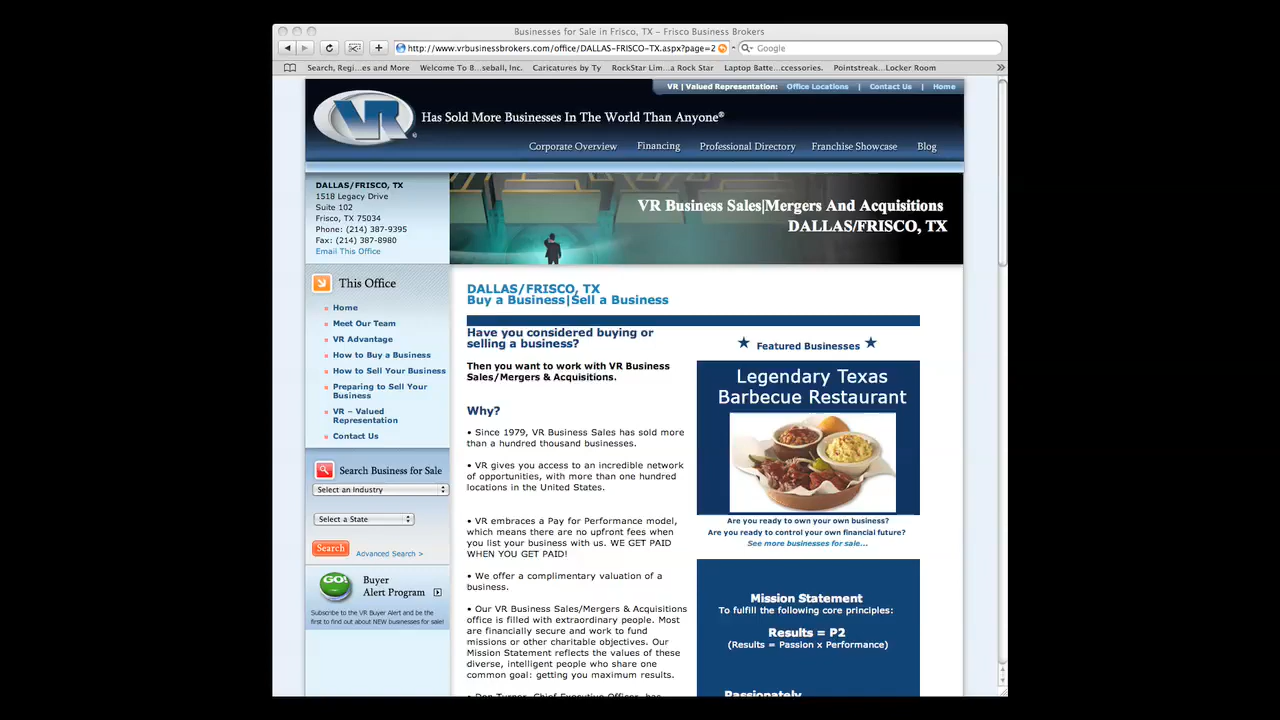 Businesses for Sale in Frisco, TX – Frisco Business Brokers
http://www.vrbusinessbrokers.com/office/DALLAS-FRISCO-TX.aspx?page=2
Google
Search, Regi...es and More
Welcome To B...seball, Inc.
Caricatures by Ty
RockStar Lim...a Rock Star
Laptop Batte...ccessories.
Pointstreak...Locker Room
VR | Valued Representation: Office Locations | Contact Us | Home
VR
Has Sold More Businesses In The World Than Anyone®
Corporate Overview Financing Professional Directory Franchise Showcase Blog
DALLAS/FRISCO, TX
1518 Legacy Drive
Suite 102
Frisco, TX 75034
Phone: (214) 387-9395
Fax: (214) 387-8980
Email This Office
VR Business Sales|Mergers And Acquisitions
DALLAS/FRISCO, TX
This Office
Home
Meet Our Team
VR Advantage
How to Buy a Business
How to Sell Your Business
Preparing to Sell Your
Business
VR – Valued
Representation
Contact Us
Search Business for Sale
Select an Industry
Select a State
Search
Advanced Search >
GO!
Buyer
Alert Program
Subscribe to the VR Buyer Alert and be the
first to find out about NEW businesses for sale!
DALLAS/FRISCO, TX
Buy a Business|Sell a Business
Have you considered buying or
selling a business?
Then you want to work with VR Business
Sales/Mergers & Acquisitions.
Why?
• Since 1979, VR Business Sales has sold more
than a hundred thousand businesses.
• VR gives you access to an incredible network
of opportunities, with more than one hundred
locations in the United States.
• VR embraces a Pay for Performance model,
which means there are no upfront fees when
you list your business with us. WE GET PAID
WHEN YOU GET PAID!
• We offer a complimentary valuation of a
business.
• Our VR Business Sales/Mergers & Acquisitions
office is filled with extraordinary people. Most
are financially secure and work to fund
missions or other charitable objectives. Our
Mission Statement reflects the values of these
diverse, intelligent people who share one
common goal: getting you maximum results.
• Don Turner, Chief Executive Officer, has
★ Featured Businesses ★
Legendary Texas
Barbecue Restaurant
Are you ready to own your own business?
Are you ready to control your own financial future?
See more businesses for sale...
Mission Statement
To fulfill the following core principles:
Results = P2
(Results = Passion x Performance)
Passionately